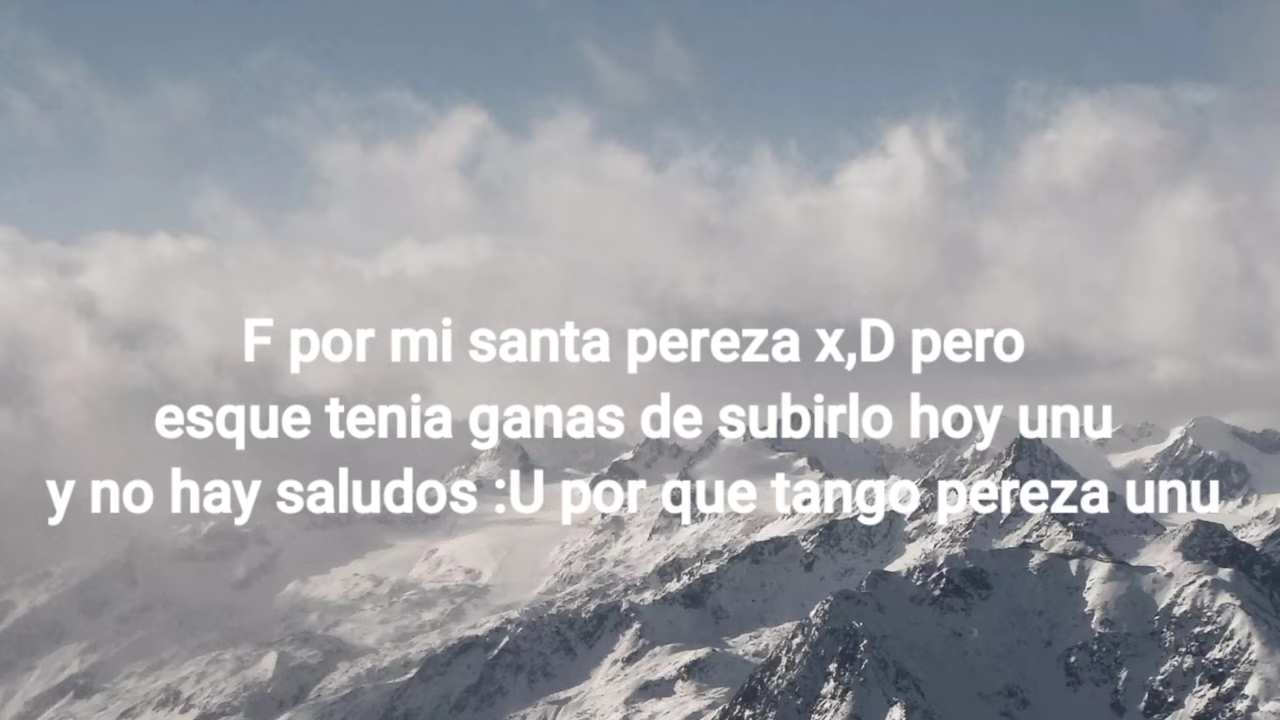 F por mi santa pereza x,D pero
esque tenia ganas de subirlo hoy unu
y no hay saludos :U por que tango pereza unu